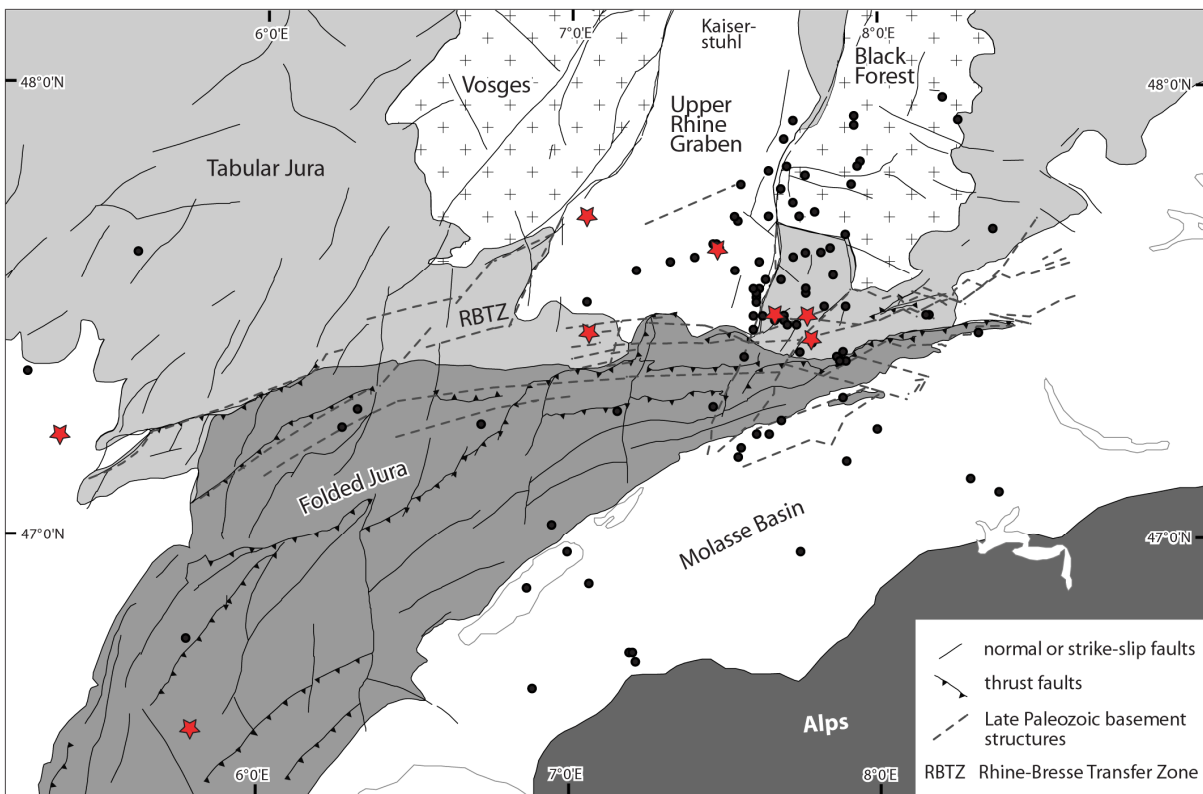 6°0'E
7°0'E
8°0'E
Kaiser-
stuhl
Black
Forest
48°0'N
48°0'N
Vosges
Upper
Rhine
Graben
Tabular Jura
RBTZ
Folded Jura
Molasse Basin
47°0'N
47°0'N
Alps
6°0'E
7°0'E
8°0'E
normal or strike-slip faults
thrust faults
Late Paleozoic basement
structures
RBTZ Rhine-Bresse Transfer Zone